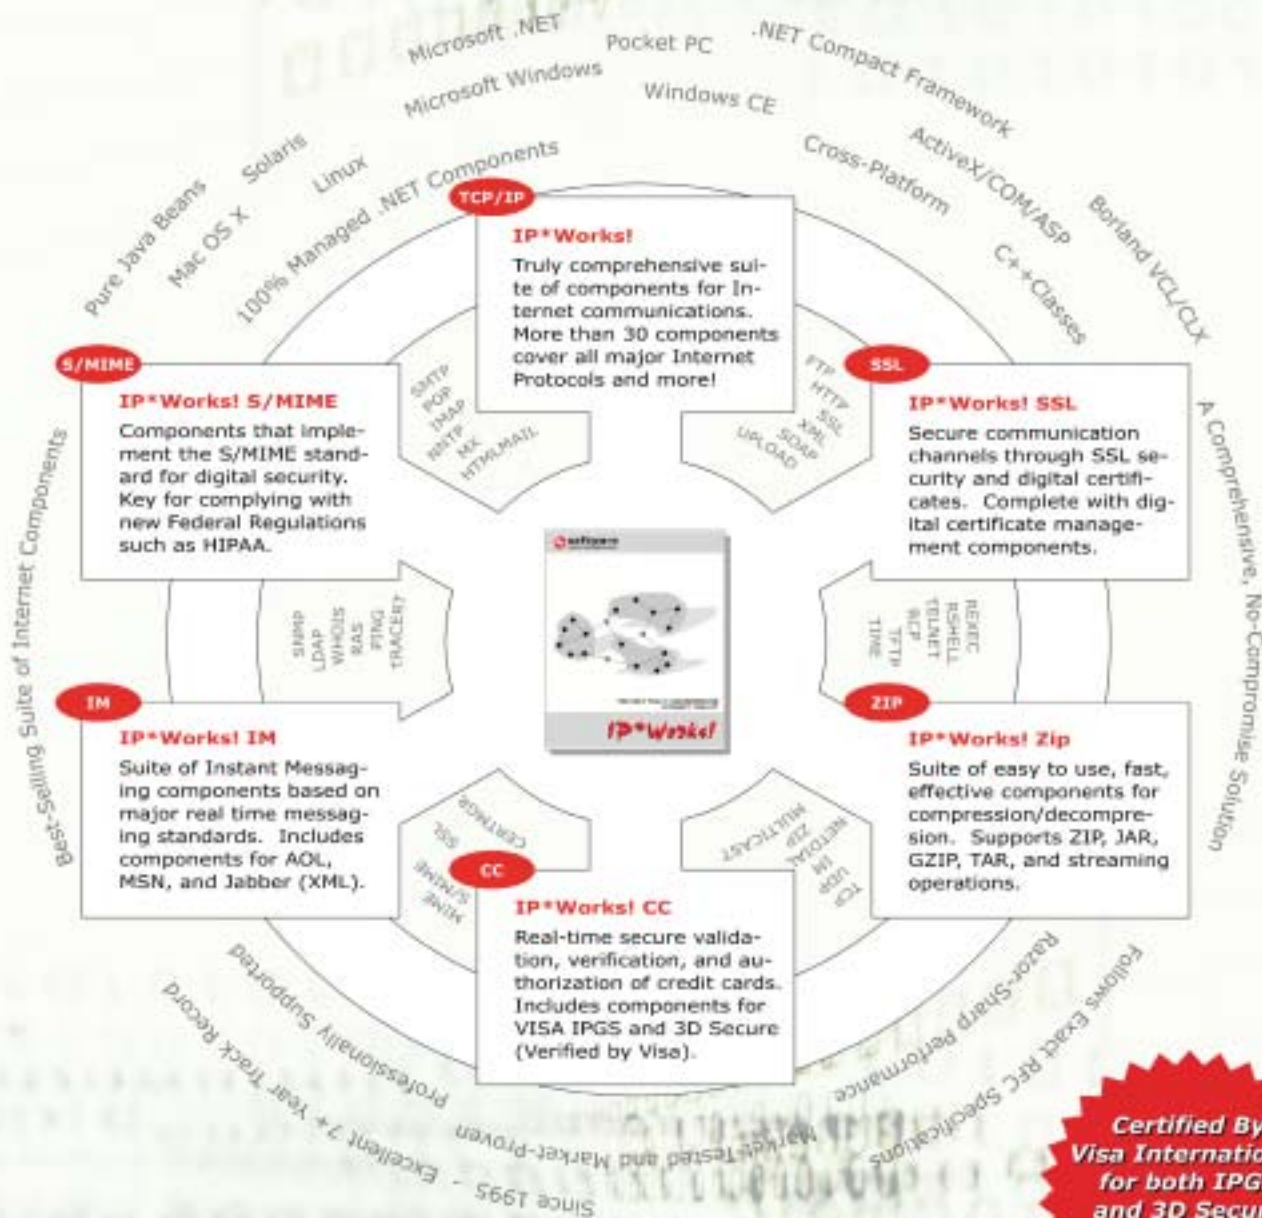 Microsoft .NET
Pocket PC
.NET Compact Framework
Microsoft Windows
Windows CE
ActiveX/COM/ASP
Solaris
Linux
100% Managed .NET Components
Cross-Platform
Borland VCL/CLX
Pure Java Beans
Mac OS X
C++Classes
TCP/IP
IP*Works!
Truly comprehensive sui-
te of components for In-
ternet communications.
More than 30 components
cover all major Internet
Protocols and more!
S/MIME
IP*Works! S/MIME
Components that imple-
ment the S/MIME stand-
ard for digital security.
Key for complying with
new Federal Regulations
such as HIPAA.
SMTP
POP
IMAP
NNTP
MX
HTMLMAIL
FTP
HTTP
SSL
XML
SOAP
UPLOAD
SSL
IP*Works! SSL
Secure communication
channels through SSL se-
curity and digital certifi-
cates. Complete with dig-
ital certificate manage-
ment components.
Best-Selling Suite of Internet Components
A Comprehensive, No-Compromise Solution
software
IP*Works!
SNMP
LDAP
WHOIS
RAS
PING
REXEC
RSHELL
TELNET
RCP
TFTP
TIME
IM
IP*Works! IM
Suite of Instant Messag-
ing components based on
major real time messag-
ing standards. Includes
components for AOL,
MSN, and Jabber (XML).
ZIP
IP*Works! Zip
Suite of easy to use, fast,
effective components for
compression/decompre-
sion. Supports ZIP, JAR,
GZIP, TAR, and streaming
operations.
CERTMGR
SSL
S/MIME
MIME
MULTICAST
ZIP
NETDIAL
IM
UDP
TCP
CC
IP*Works! CC
Real-time secure valida-
tion, verification, and au-
thorization of credit cards.
Includes components for
VISA IPGS and 3D Secure
(Verified by Visa).
Professionally Supported
Razor-Sharp Performance
Follows Exact RFC Specifications
Market-Tested and Market-Proven
Since 1995 - Excellent 7+ Year Track Record
Certified By
Visa Internatio
for both IPG
and 3D Secur